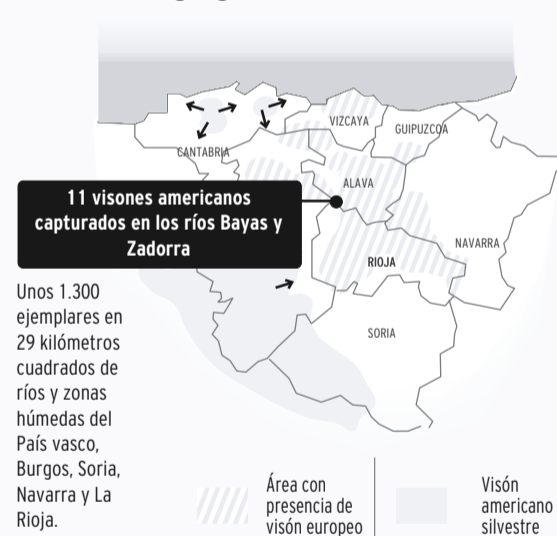 VIZCAYA
GUIPUZCOA
CANTABRIA
ALAVA
11 visones americanos
capturados en los ríos Bayas y
Zadorra
NAVARRA
RIOJA
SORIA
Unos 1.300
ejemplares en
29 kilómetros
cuadrados de
ríos y zonas
húmedas del
País vasco,
Burgos, Soria,
Navarra y La
Rioja.
Área con
presencia de
visón europeo
Visón
americano
silvestre